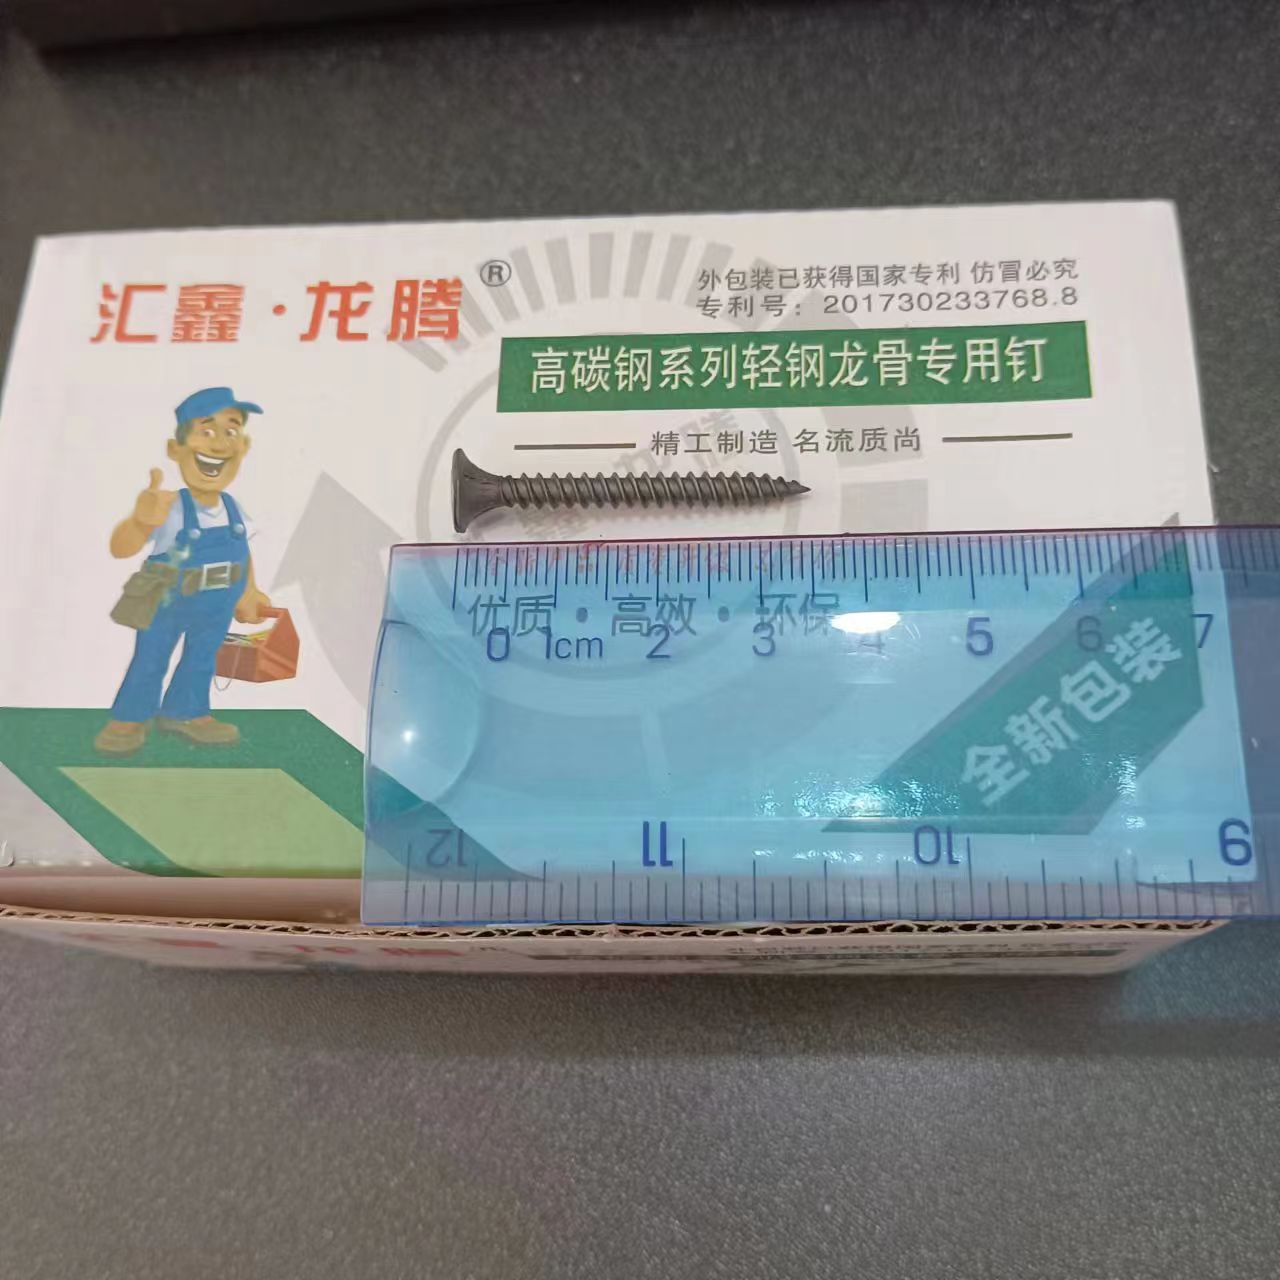 汇鑫·龙腾®
外包装已获得国家专利 仿冒必究
专利号：201730233768.8
高碳钢系列轻钢龙骨专用钉
精工制造 名流质尚
优质·高效·环保
0 1cm 2 3 4 5 6 7
全新包装
12 11 10 9